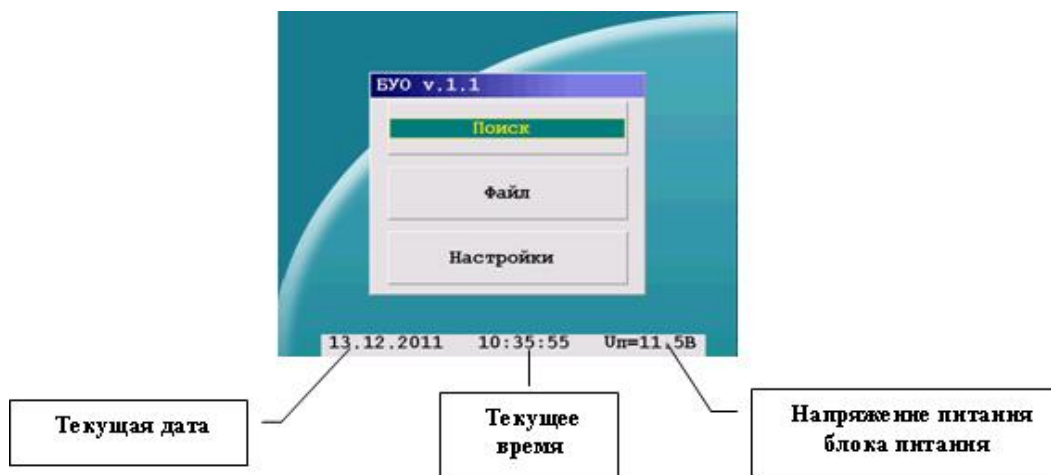 БУО v.1.1
Поиск
Файл
Настройки
13.12.2011 10:35:55 Uп=11.5В
Текущая дата
Текущее
время
Напряжение питания
блока питания